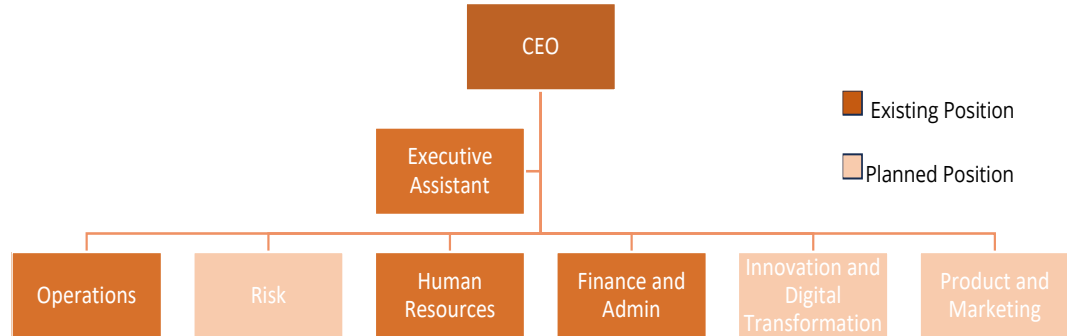 CEO
Existing Position
Executive
Assistant
Planned Position
Operations
Risk
Human
Resources
Finance and
Admin
Innovation and
Digital
Transformation
Product and
Marketing